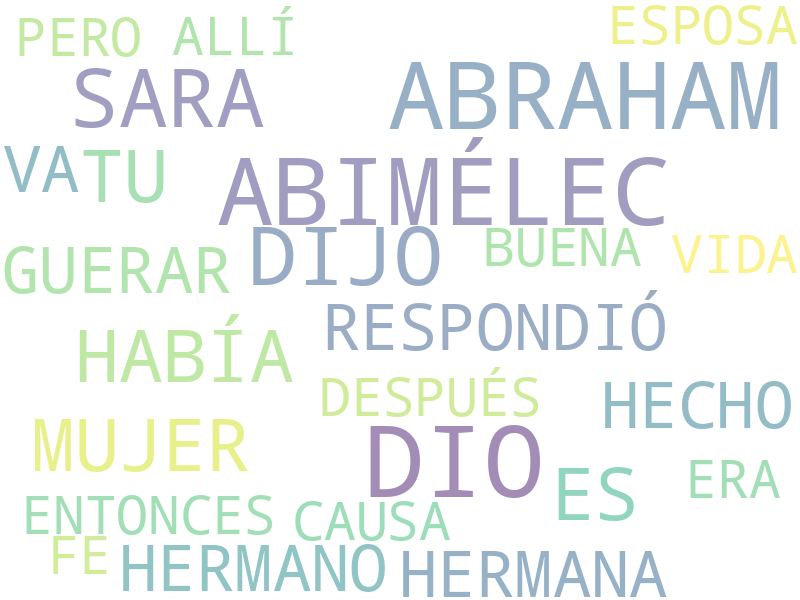 PERO ALLÍ ESPOSA
SARA ABRAHAM
VA TU ABIMÉLEC
GUERAR DIJO BUENA VIDA
HABÍA RESPONDIÓ
DESPUÉS HECHO
MUJER DIO ES ERA
ENTONCES CAUSA
FE HERMANO HERMANA